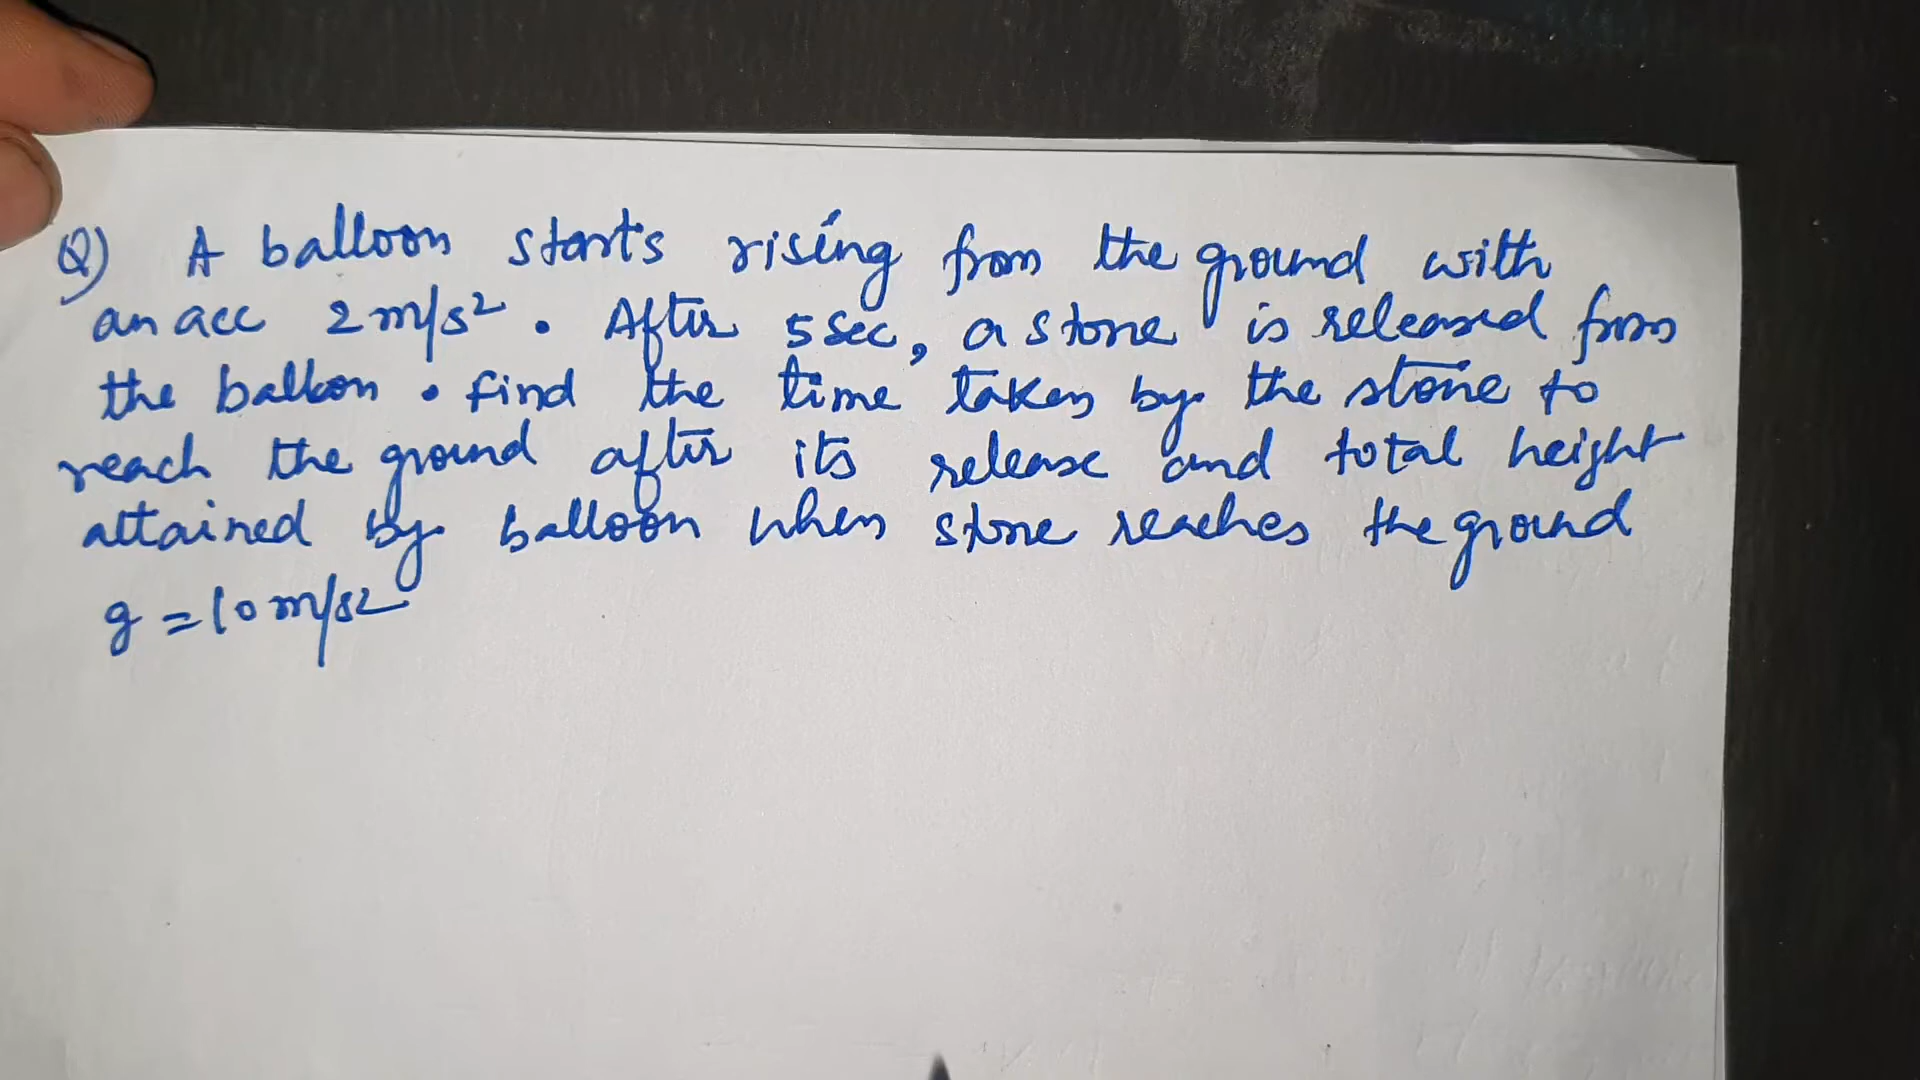 Q) A balloon starts rising from the ground with
an acc 2 m/s². After 5 sec, a stone is released from
the balloon. find the time taken by the stone to
reach the ground after its release and total height
attained by balloon when stone reaches the ground
g = 10 m/s²